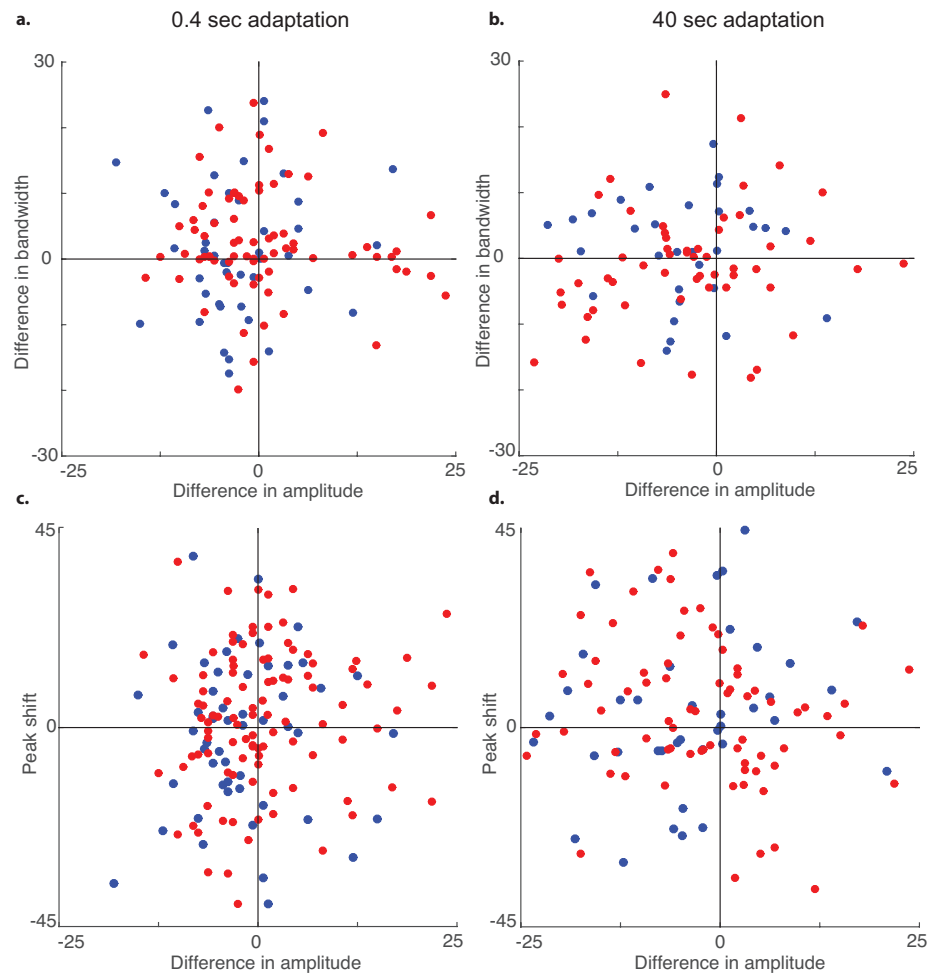 a. 0.4 sec adaptation
b. 40 sec adaptation
30
Difference in bandwidth
0
-30
-25 0 25
Difference in amplitude
30
Difference in bandwidth
0
-30
-25 0 25
Difference in amplitude
c.
45
Peak shift
0
-45
-25 0 25
Difference in amplitude
d.
45
Peak shift
0
-45
-25 0 25
Difference in amplitude